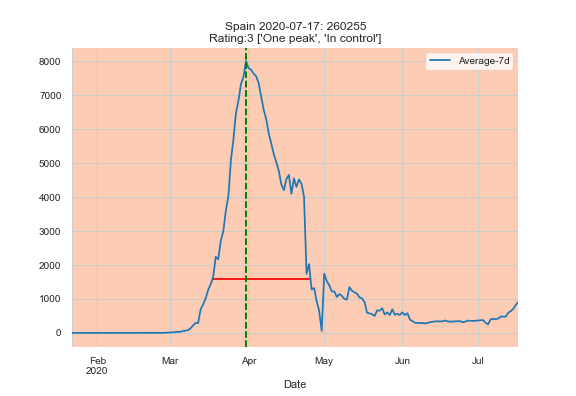 Spain 2020-07-17: 260255
Rating:3 ['One peak', 'In control']
Average-7d
8000
7000
6000
5000
4000
3000
2000
1000
0
Feb Mar Apr May Jun Jul
2020
Date